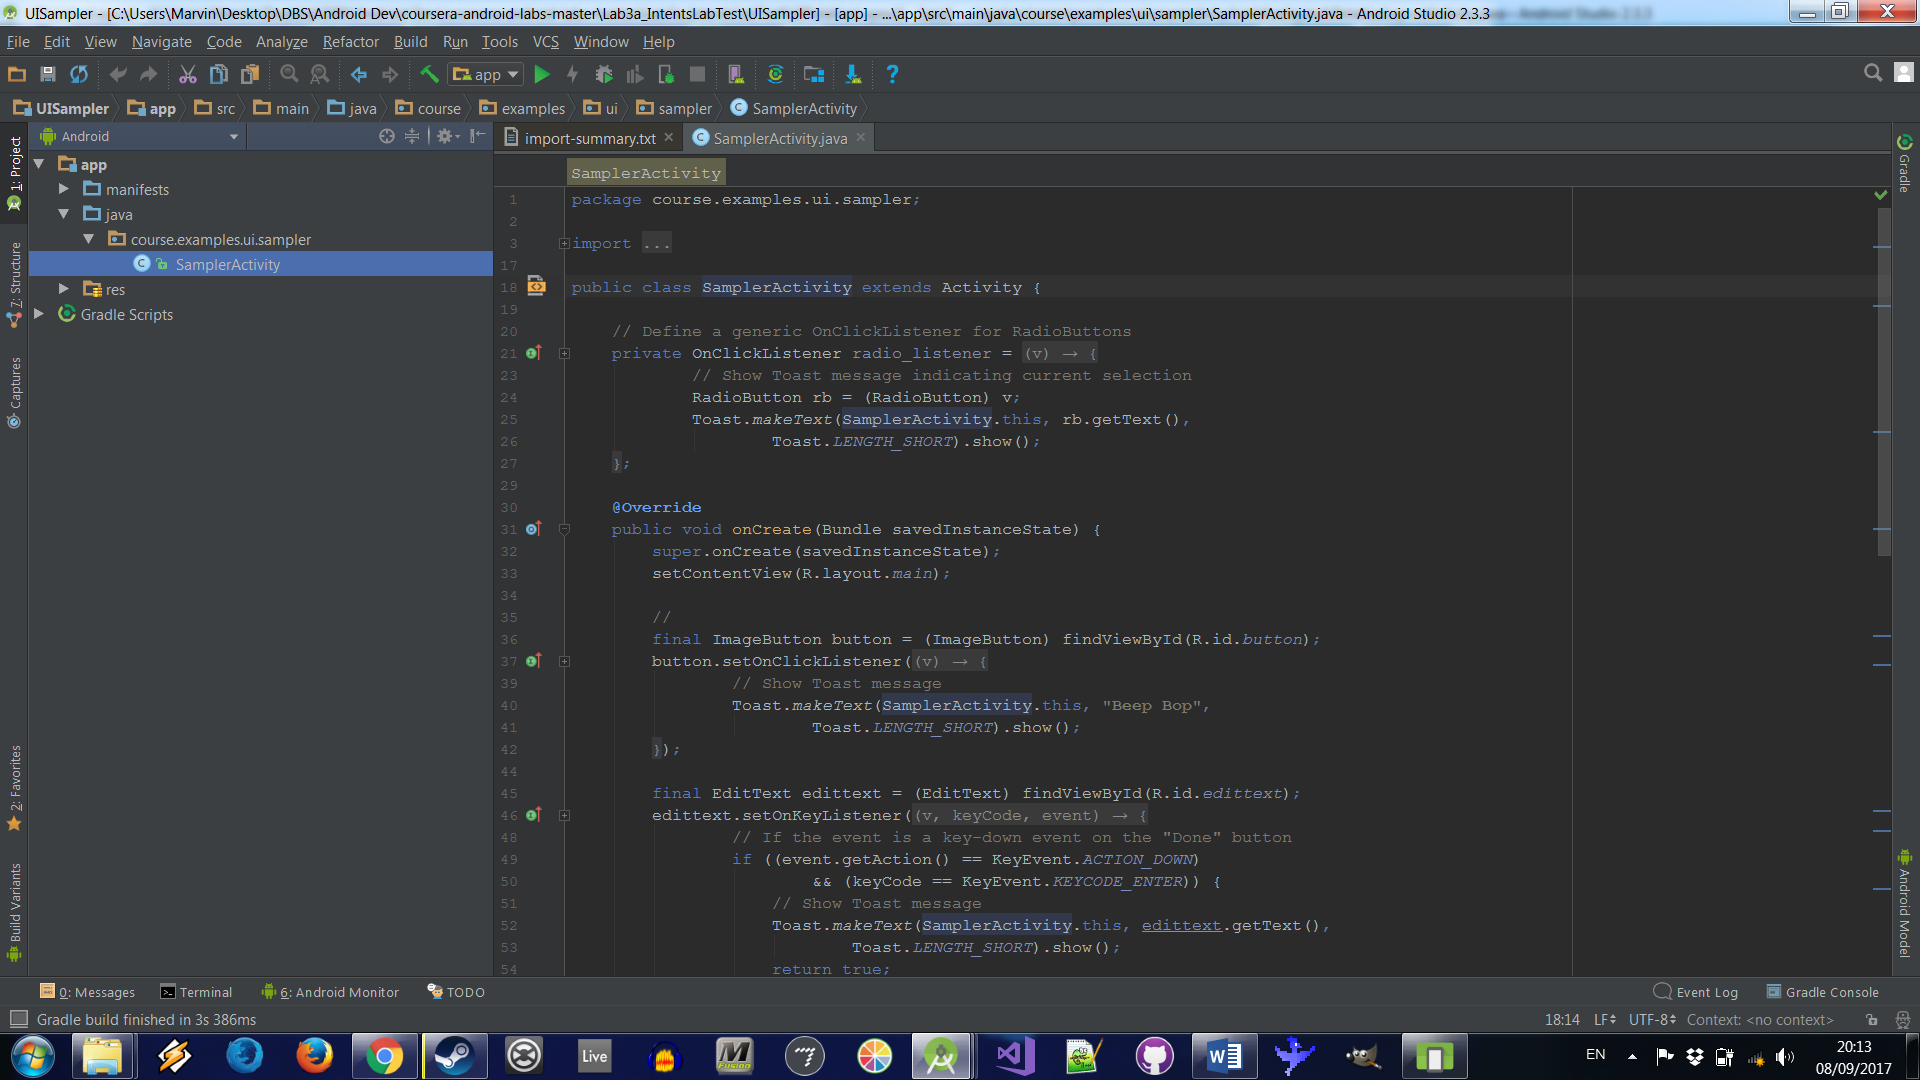 UISampler - [C:\Users\Marvin\Desktop\DBS\Android Dev\coursera-android-labs-master\Lab3a_IntentsLabTest\UISampler] - [app] - ...\app\src\main\java\course\examples\ui\sampler\SamplerActivity.java - Android Studio 2.3.3
File Edit View Navigate Code Analyze Refactor Build Run Tools VCS Window Help
app
UISampler app src main java course examples ui sampler SamplerActivity
Android
import-summary.txt SamplerActivity.java
1: Project
7: Structure
Captures
2: Favorites
Build Variants
app
manifests
java
course.examples.ui.sampler
SamplerActivity
res
Gradle Scripts
SamplerActivity
1 package course.examples.ui.sampler;
2
3 import ...
17
18 public class SamplerActivity extends Activity {
19
20 // Define a generic OnClickListener for RadioButtons
21 private OnClickListener radio_listener = (v) → {
23 // Show Toast message indicating current selection
24 RadioButton rb = (RadioButton) v;
25 Toast.makeText(SamplerActivity.this, rb.getText(),
26 Toast.LENGTH_SHORT).show();
27 };
29
30 @Override
31 public void onCreate(Bundle savedInstanceState) {
32 super.onCreate(savedInstanceState);
33 setContentView(R.layout.main);
34
35 //
36 final ImageButton button = (ImageButton) findViewById(R.id.button);
37 button.setOnClickListener((v) → {
39 // Show Toast message
40 Toast.makeText(SamplerActivity.this, "Beep Bop",
41 Toast.LENGTH_SHORT).show();
42 });
44
45 final EditText edittext = (EditText) findViewById(R.id.edittext);
46 edittext.setOnKeyListener((v, keyCode, event) → {
48 // If the event is a key-down event on the "Done" button
49 if ((event.getAction() == KeyEvent.ACTION_DOWN)
50 && (keyCode == KeyEvent.KEYCODE_ENTER)) {
51 // Show Toast message
52 Toast.makeText(SamplerActivity.this, edittext.getText(),
53 Toast.LENGTH_SHORT).show();
54 return true;
Gradle
Android Model
0: Messages Terminal 6: Android Monitor TODO Event Log Gradle Console
Gradle build finished in 3s 386ms 18:14 LF UTF-8 Context: <no context>
Live
Fusion
EN
20:13
08/09/2017